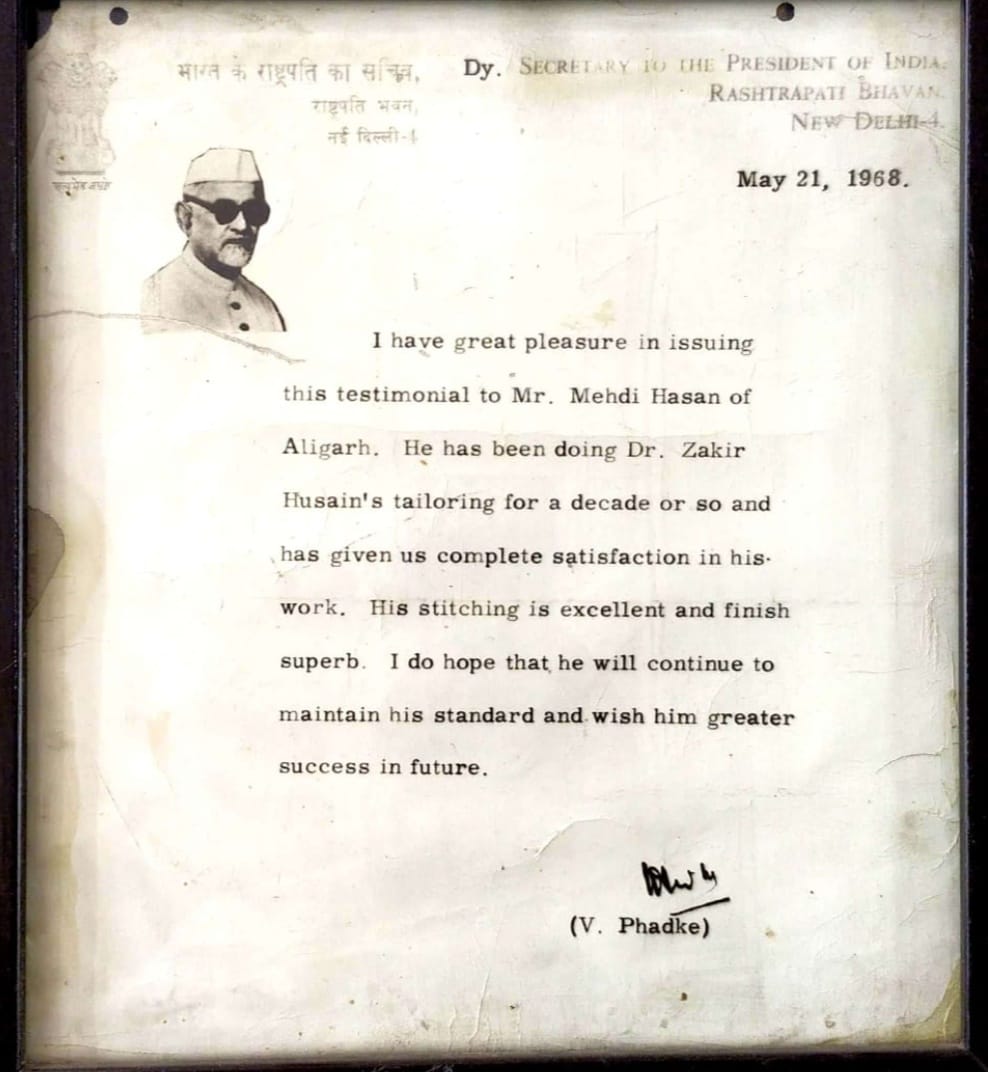 भारत के राष्ट्रपति का सचिव,
राष्ट्रपति भवन,
नई दिल्ली-4
सत्यमेव जयते
Dy. SECRETARY TO THE PRESIDENT OF INDIA.
RASHTRAPATI BHAVAN.
NEW DELHI-4.
May 21, 1968.
I have great pleasure in issuing
this testimonial to Mr. Mehdi Hasan of
Aligarh. He has been doing Dr. Zakir
Husain's tailoring for a decade or so and
has given us complete satisfaction in his
work. His stitching is excellent and finish
superb. I do hope that he will continue to
maintain his standard and wish him greater
success in future.
(V. Phadke)